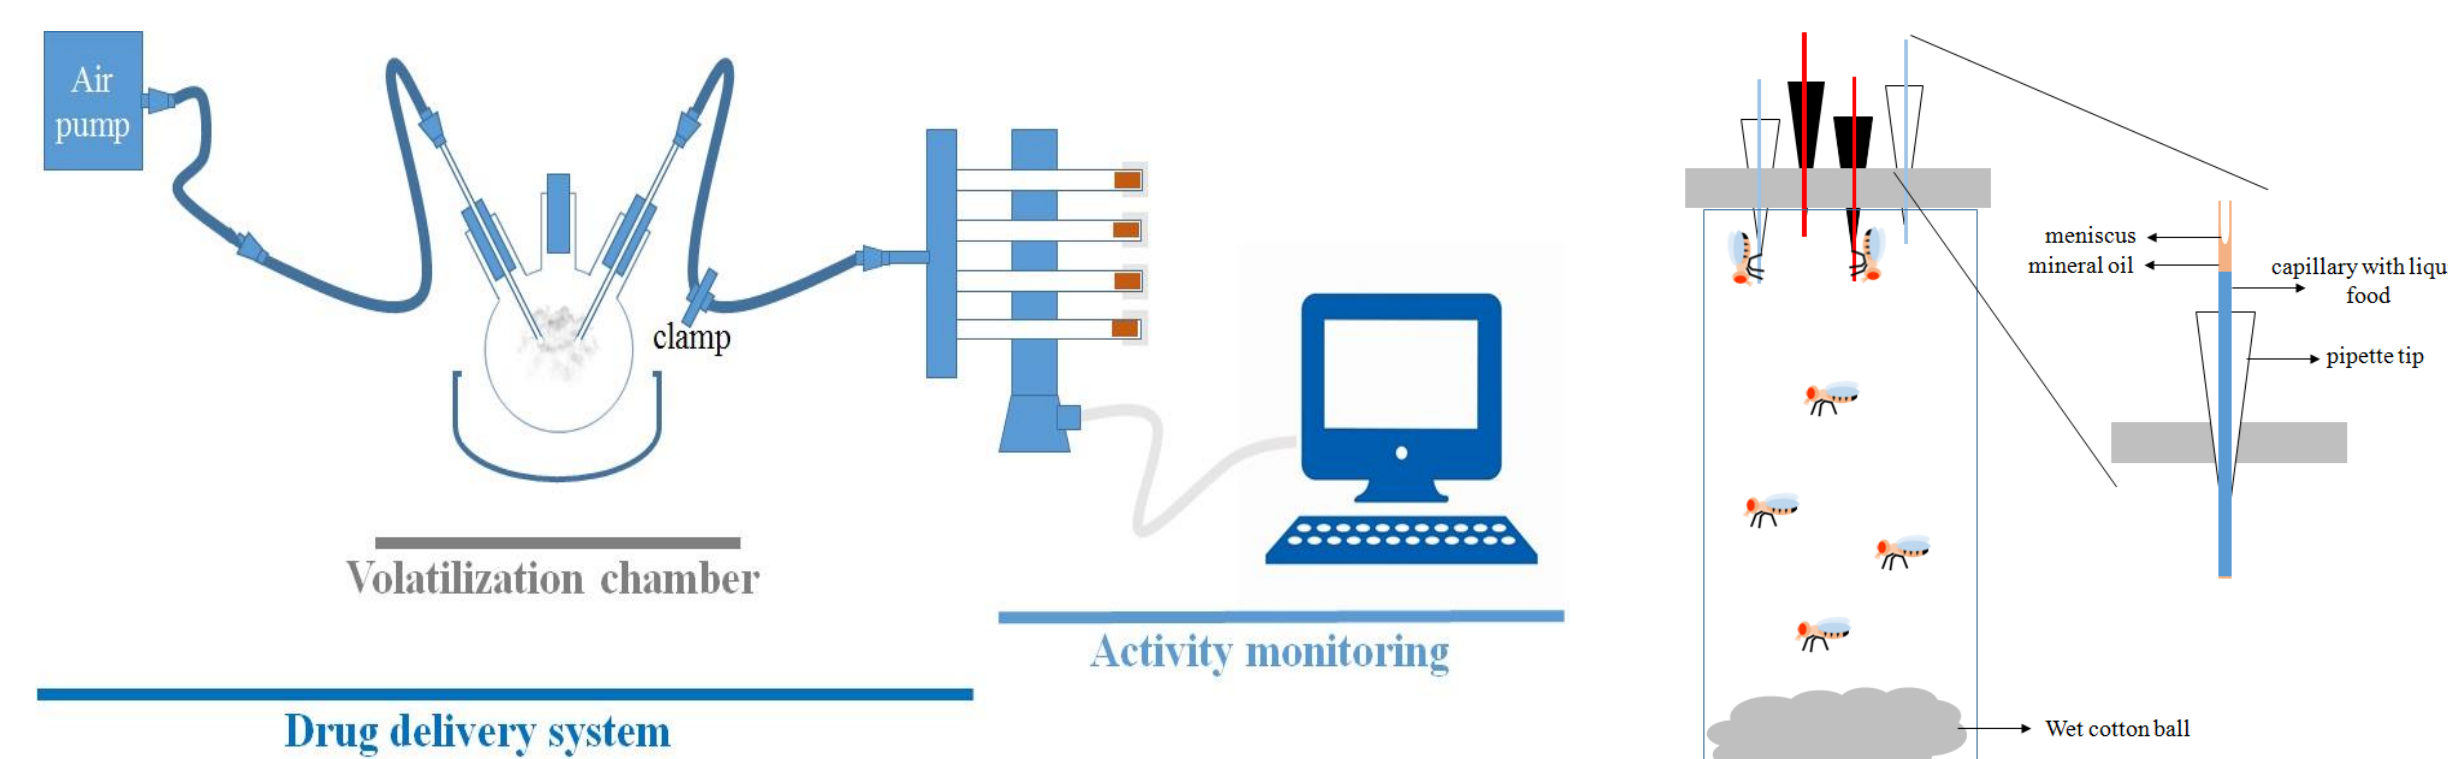 Air
pump
clamp
Volatilization chamber
Activity monitoring
Drug delivery system
meniscus
mineral oil
capillary with liqu
food
pipette tip
Wet cotton ball